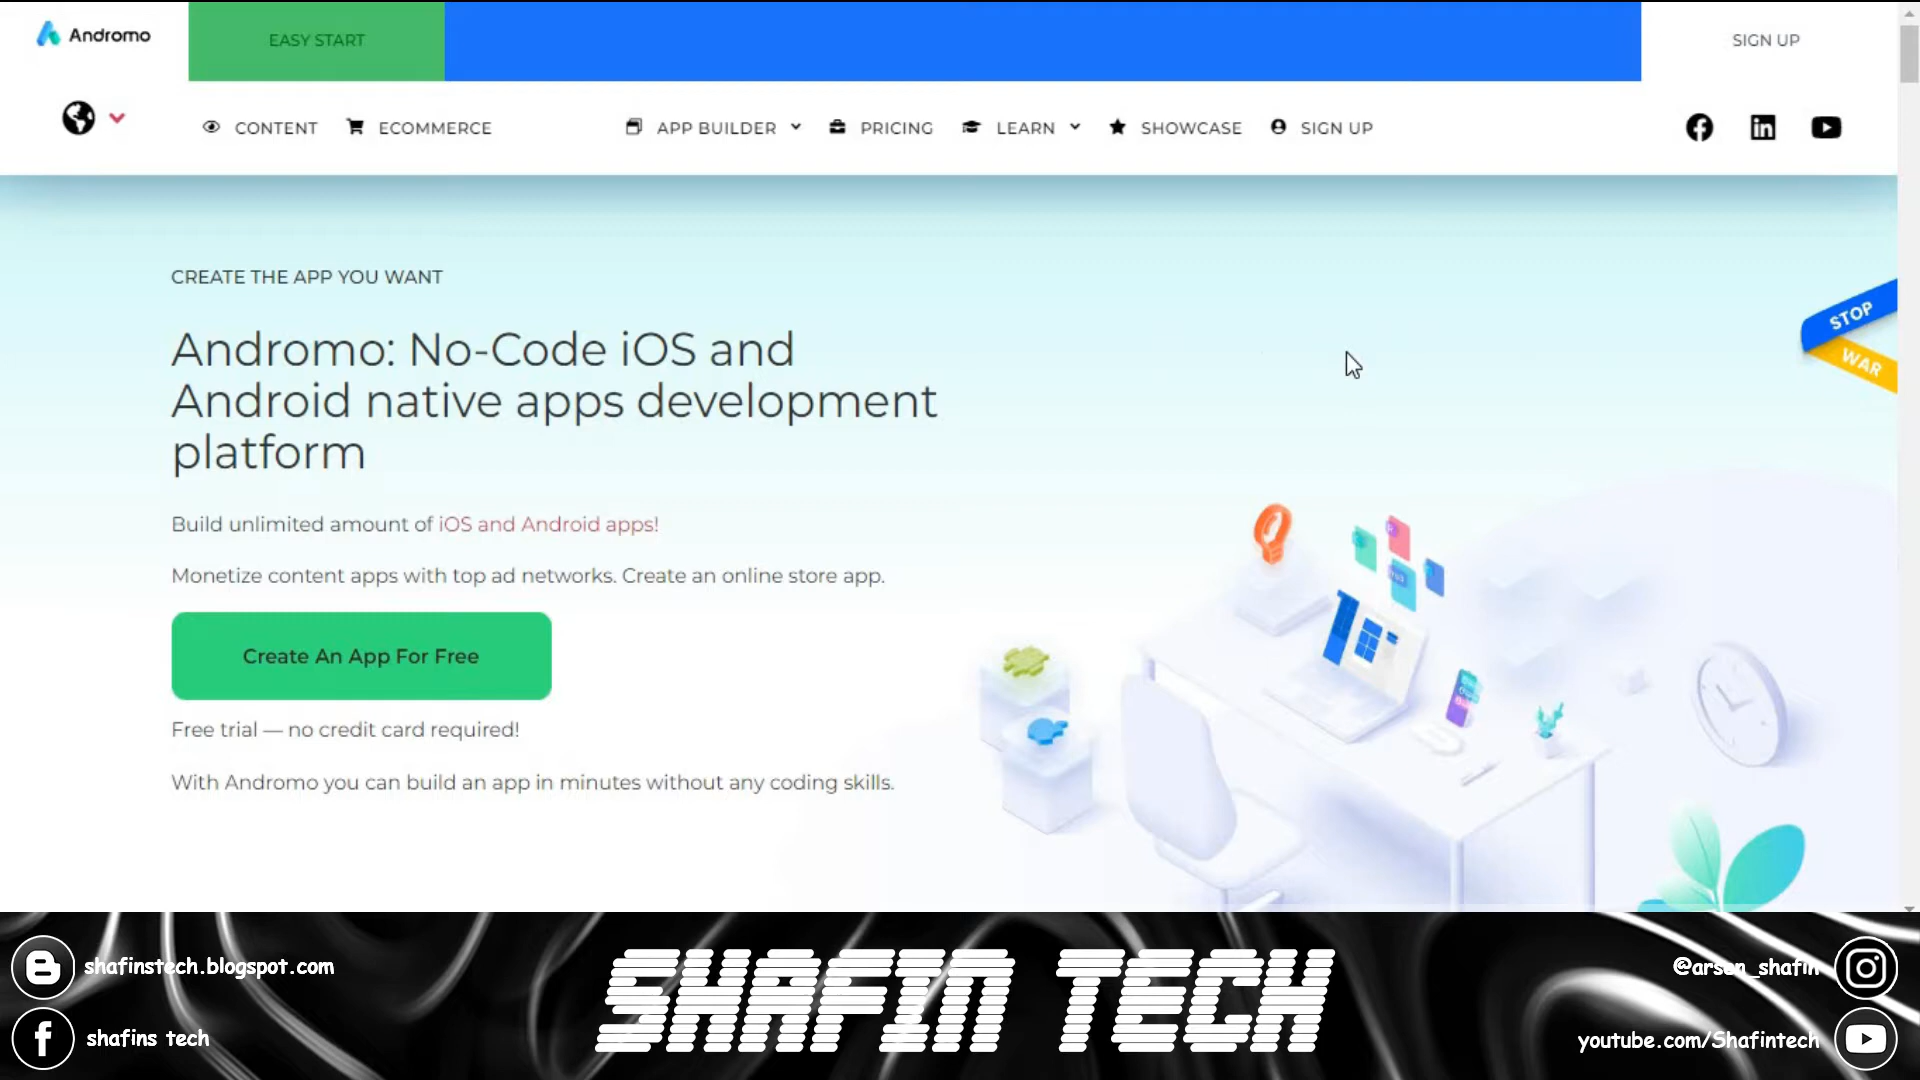 Andromo
EASY START
SIGN UP
CONTENT
ECOMMERCE
APP BUILDER
PRICING
LEARN
SHOWCASE
SIGN UP
CREATE THE APP YOU WANT
Andromo: No-Code iOS and
Android native apps development
platform
STOP
WAR
Build unlimited amount of iOS and Android apps!
Monetize content apps with top ad networks. Create an online store app.
Create An App For Free
Free trial — no credit card required!
With Andromo you can build an app in minutes without any coding skills.
shafinstech.blogspot.com
shafins tech
SHAFIN TECH
@arsen_shafin
youtube.com/Shafintech